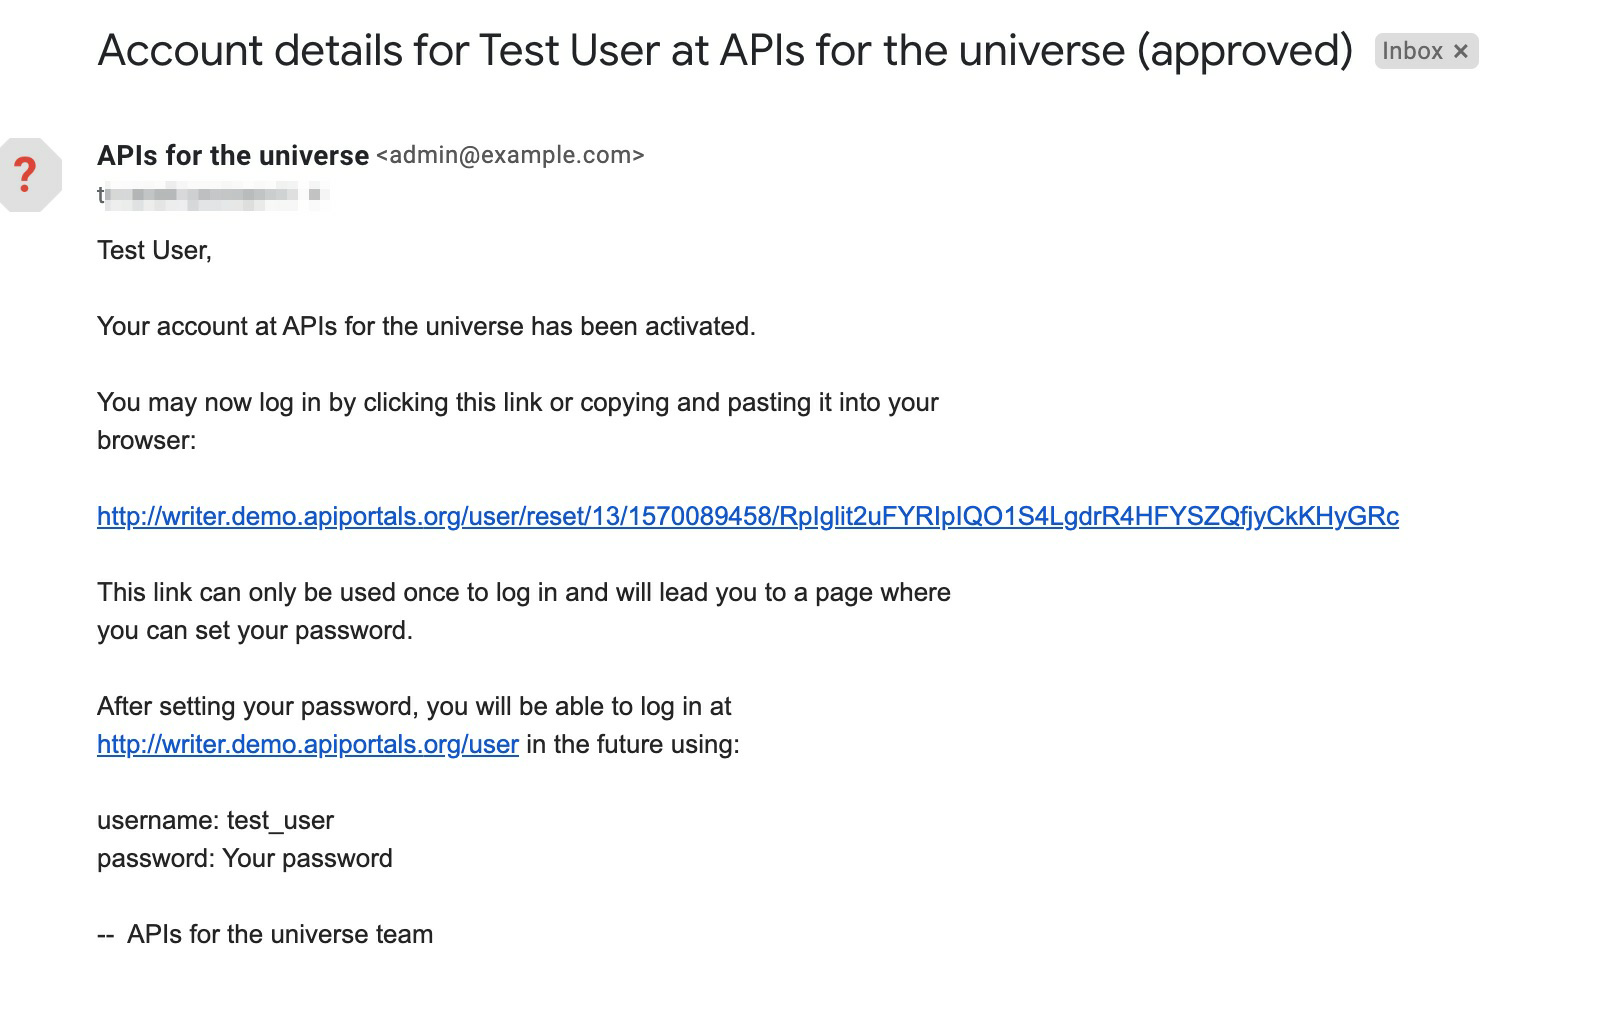 Account details for Test User at APIs for the universe (approved) Inbox ×
?
APIs for the universe <admin@example.com>
Test User,
Your account at APIs for the universe has been activated.
You may now log in by clicking this link or copying and pasting it into your
browser:
http://writer.demo.apiportals.org/user/reset/13/1570089458/RpIglit2uFYRIpIQO1S4LgdrR4HFYSZQfjyCkKHyGRc
This link can only be used once to log in and will lead you to a page where
you can set your password.
After setting your password, you will be able to log in at
http://writer.demo.apiportals.org/user in the future using:
username: test_user
password: Your password
-- APIs for the universe team